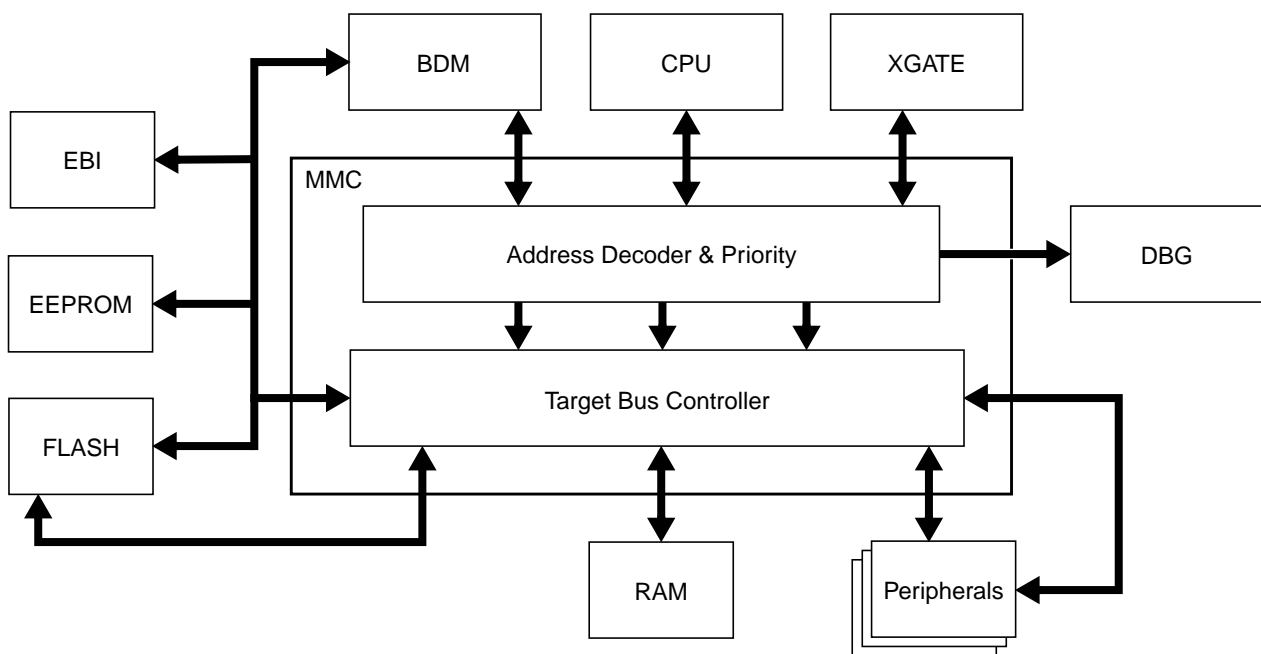 BDM
CPU
XGATE
EBI
MMC
Address Decoder & Priority
DBG
EEPROM
Target Bus Controller
FLASH
RAM
Peripherals